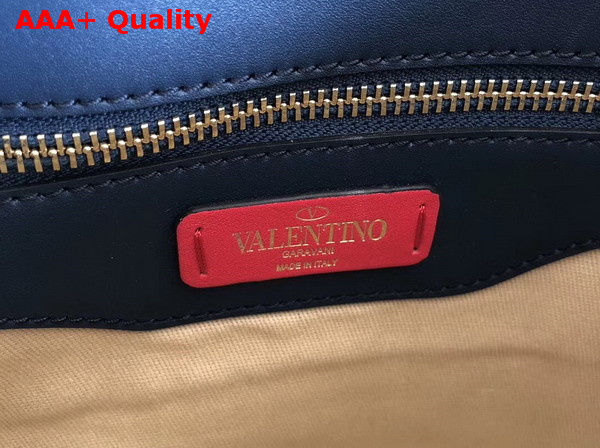 AAA+ Quality
V
VALENTINO
GARAVANI
MADE IN ITALY